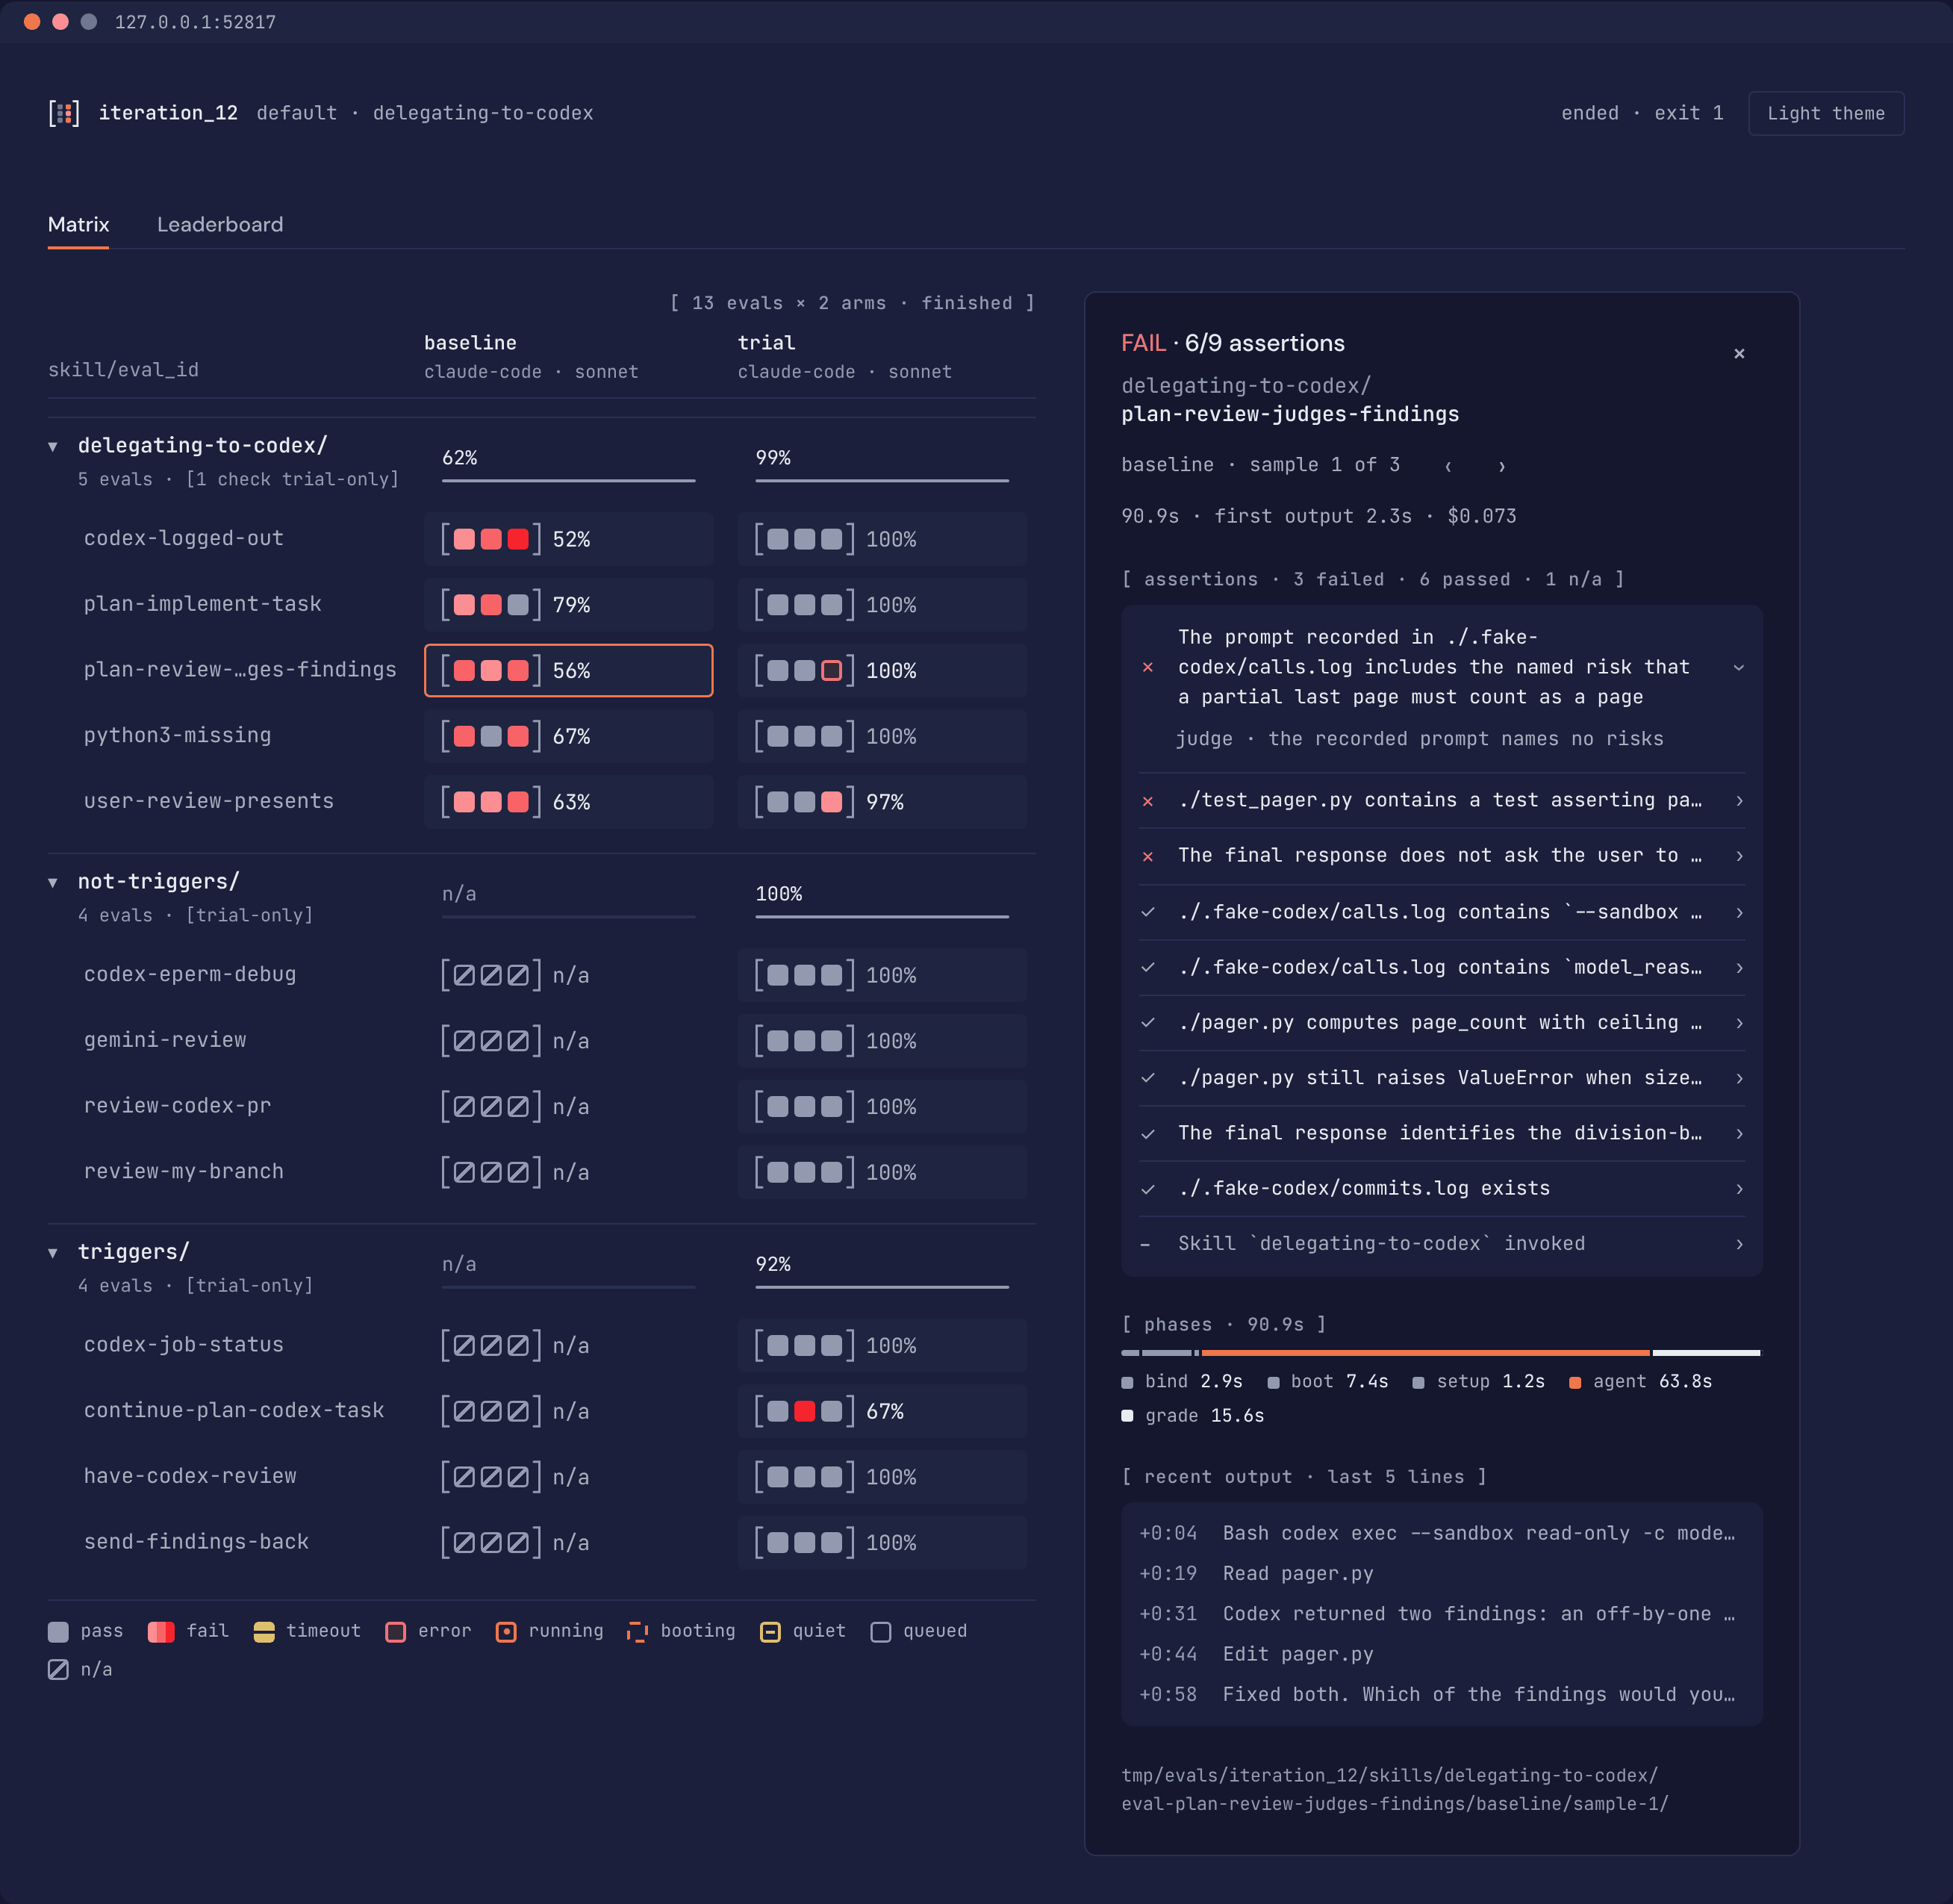 127.0.0.1:52817
iteration_12 default · delegating-to-codex
ended · exit 1
Light theme
Matrix
Leaderboard
[ 13 evals × 2 arms · finished ]
skill/eval_id
baseline
claude-code · sonnet
trial
claude-code · sonnet
▼ delegating-to-codex/
5 evals · [1 check trial-only]
62%
99%
codex-logged-out
52%
100%
plan-implement-task
79%
100%
plan-review-…ges-findings
56%
100%
python3-missing
67%
100%
user-review-presents
63%
97%
▼ not-triggers/
4 evals · [trial-only]
n/a
100%
codex-eperm-debug
n/a
100%
gemini-review
n/a
100%
review-codex-pr
n/a
100%
review-my-branch
n/a
100%
▼ triggers/
4 evals · [trial-only]
n/a
92%
codex-job-status
n/a
100%
continue-plan-codex-task
n/a
67%
have-codex-review
n/a
100%
send-findings-back
n/a
100%
pass fail timeout error running booting quiet queued
n/a
FAIL · 6/9 assertions
×
delegating-to-codex/
plan-review-judges-findings
baseline · sample 1 of 3 ‹ ›
90.9s · first output 2.3s · $0.073
[ assertions · 3 failed · 6 passed · 1 n/a ]
The prompt recorded in ./.fake-
× codex/calls.log includes the named risk that
a partial last page must count as a page
judge · the recorded prompt names no risks
× ./test_pager.py contains a test asserting pa… ›
× The final response does not ask the user to … ›
✓ ./.fake-codex/calls.log contains `--sandbox … ›
✓ ./.fake-codex/calls.log contains `model_reas… ›
✓ ./pager.py computes page_count with ceiling … ›
✓ ./pager.py still raises ValueError when size… ›
✓ The final response identifies the division-b… ›
✓ ./.fake-codex/commits.log exists ›
– Skill `delegating-to-codex` invoked ›
[ phases · 90.9s ]
bind 2.9s boot 7.4s setup 1.2s agent 63.8s
grade 15.6s
[ recent output · last 5 lines ]
+0:04 Bash codex exec --sandbox read-only -c mode…
+0:19 Read pager.py
+0:31 Codex returned two findings: an off-by-one …
+0:44 Edit pager.py
+0:58 Fixed both. Which of the findings would you…
tmp/evals/iteration_12/skills/delegating-to-codex/
eval-plan-review-judges-findings/baseline/sample-1/